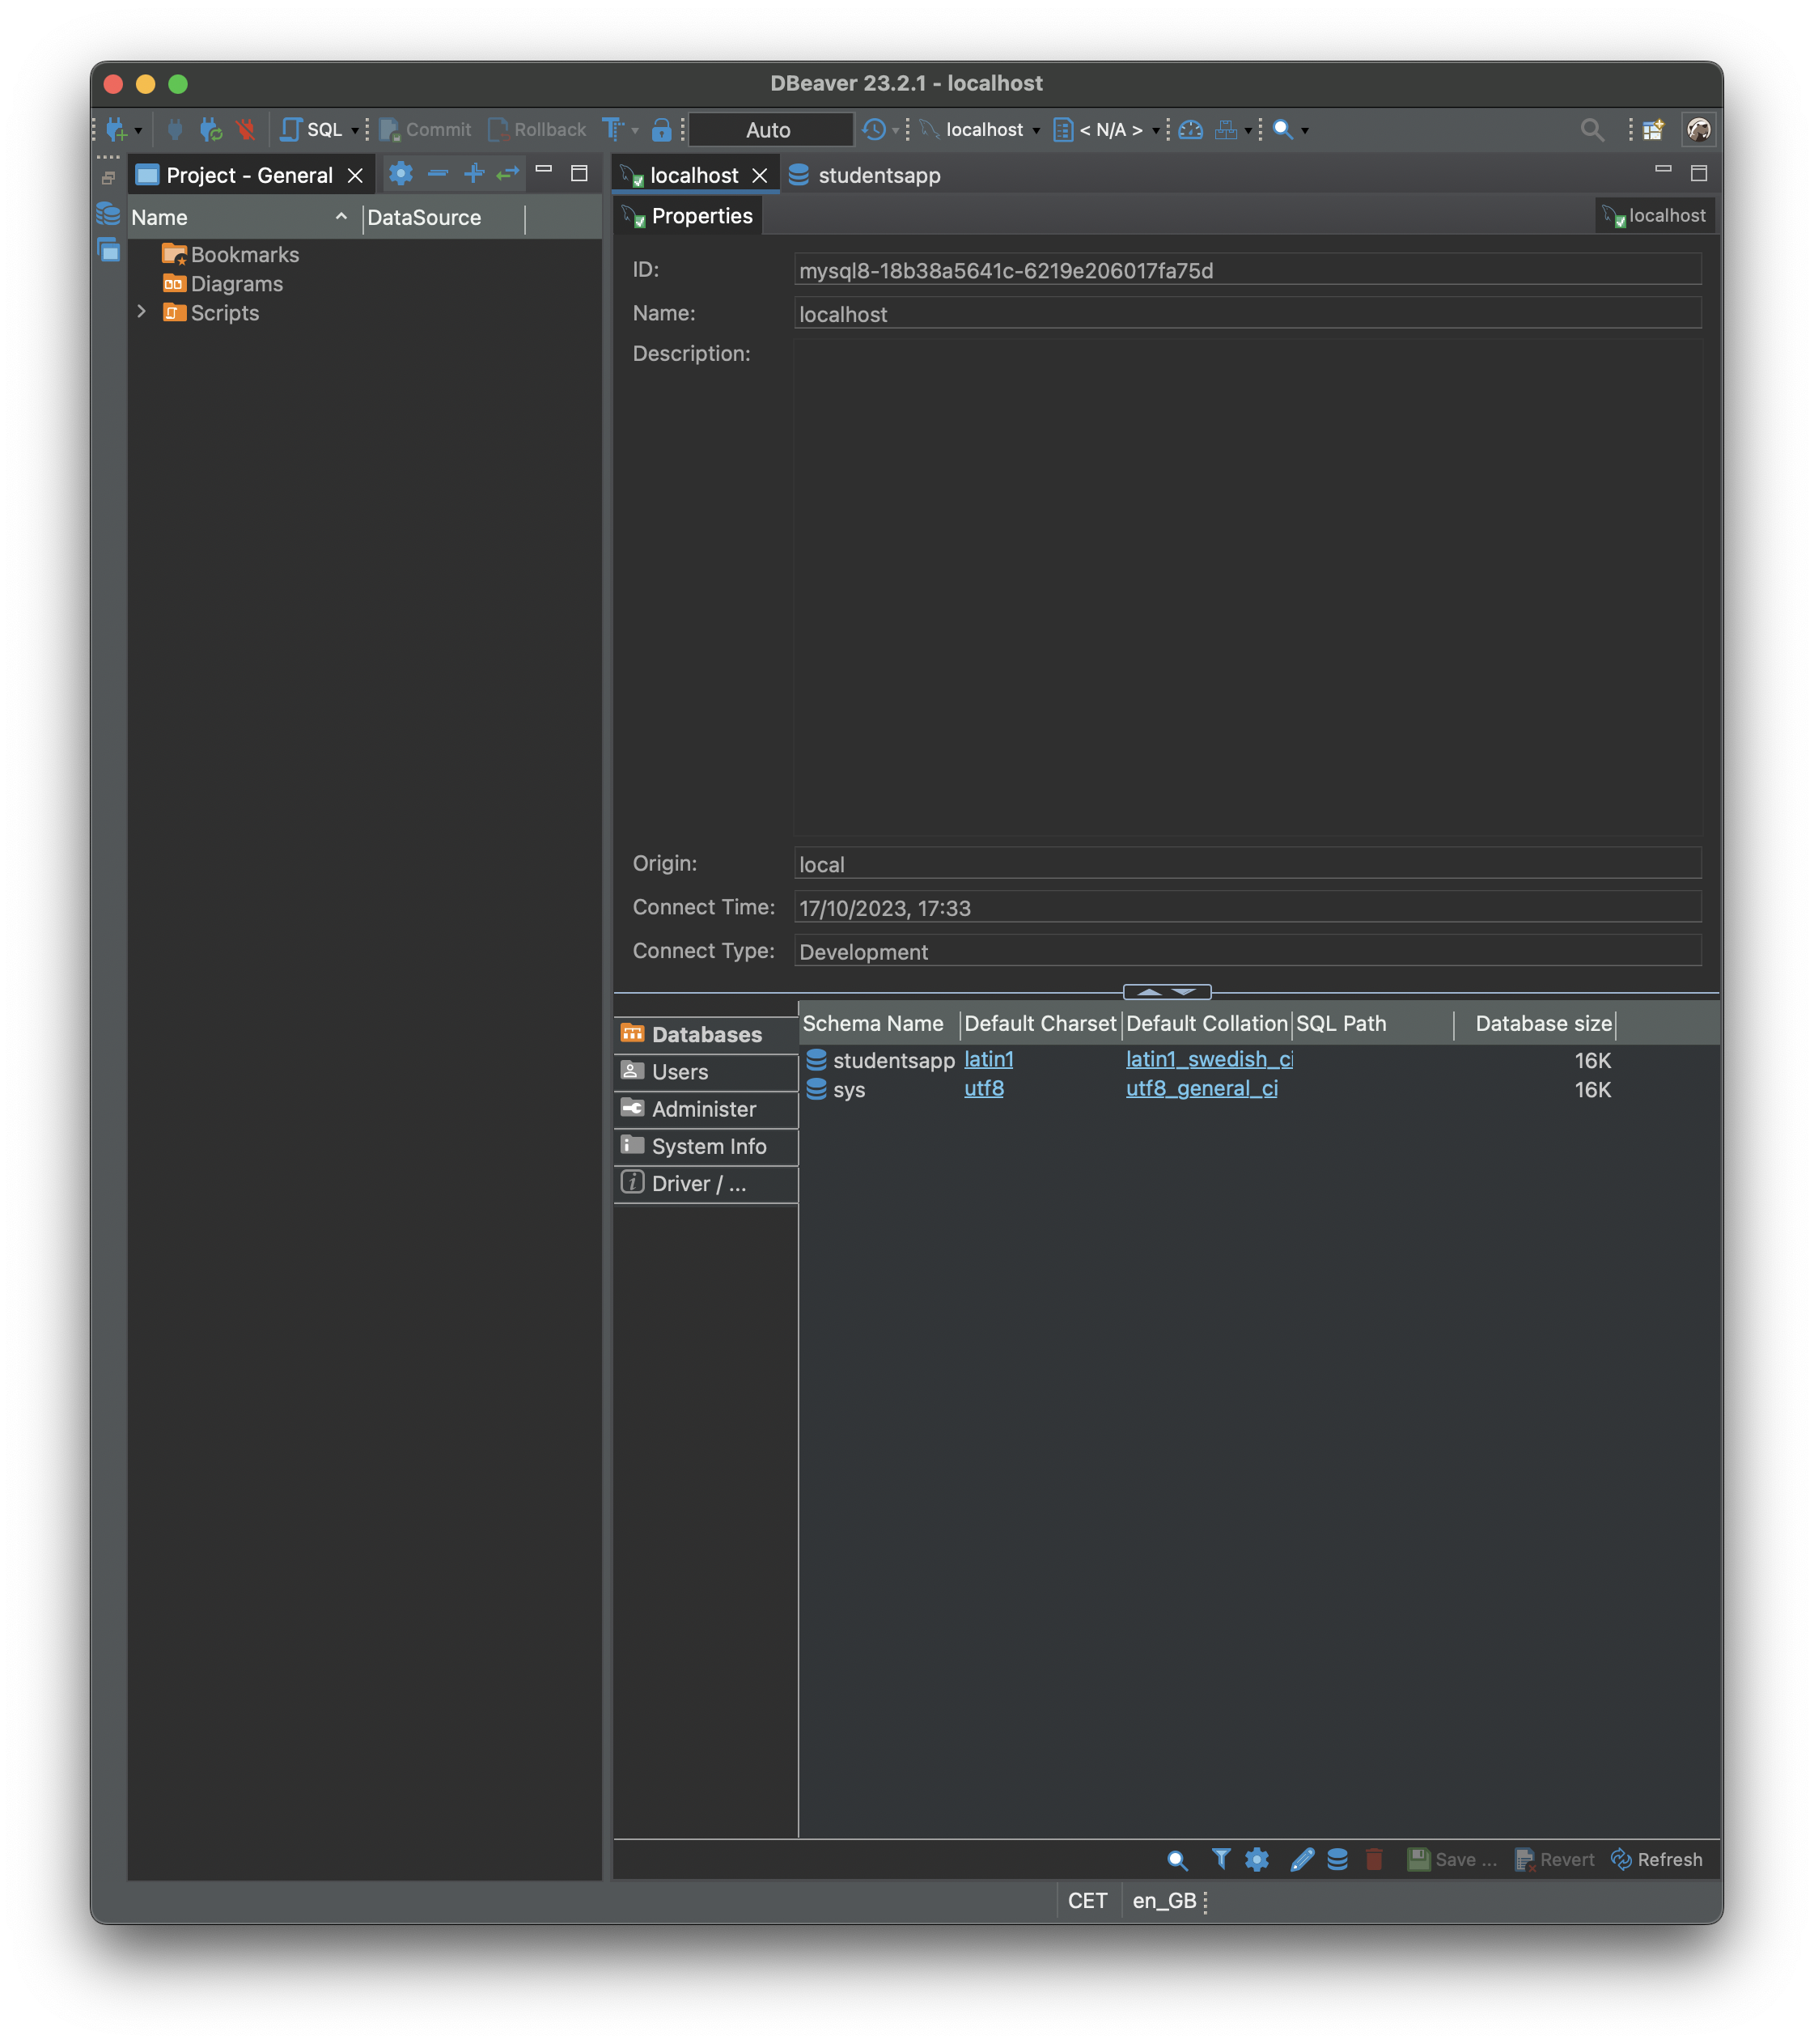 DBeaver 23.2.1 - localhost
SQL Commit Rollback Auto localhost < N/A >
Project - General
localhost studentsapp
Name DataSource
Properties localhost
Bookmarks
Diagrams
Scripts
ID: mysql8-18b38a5641c-6219e206017fa75d
Name: localhost
Description:
Origin: local
Connect Time: 17/10/2023, 17:33
Connect Type: Development
Databases
Users
Administer
System Info
Driver / ...
Schema Name Default Charset Default Collation SQL Path Database size
studentsapp latin1 latin1_swedish_ci 16K
sys utf8 utf8_general_ci 16K
Save ... Revert Refresh
CET en_GB